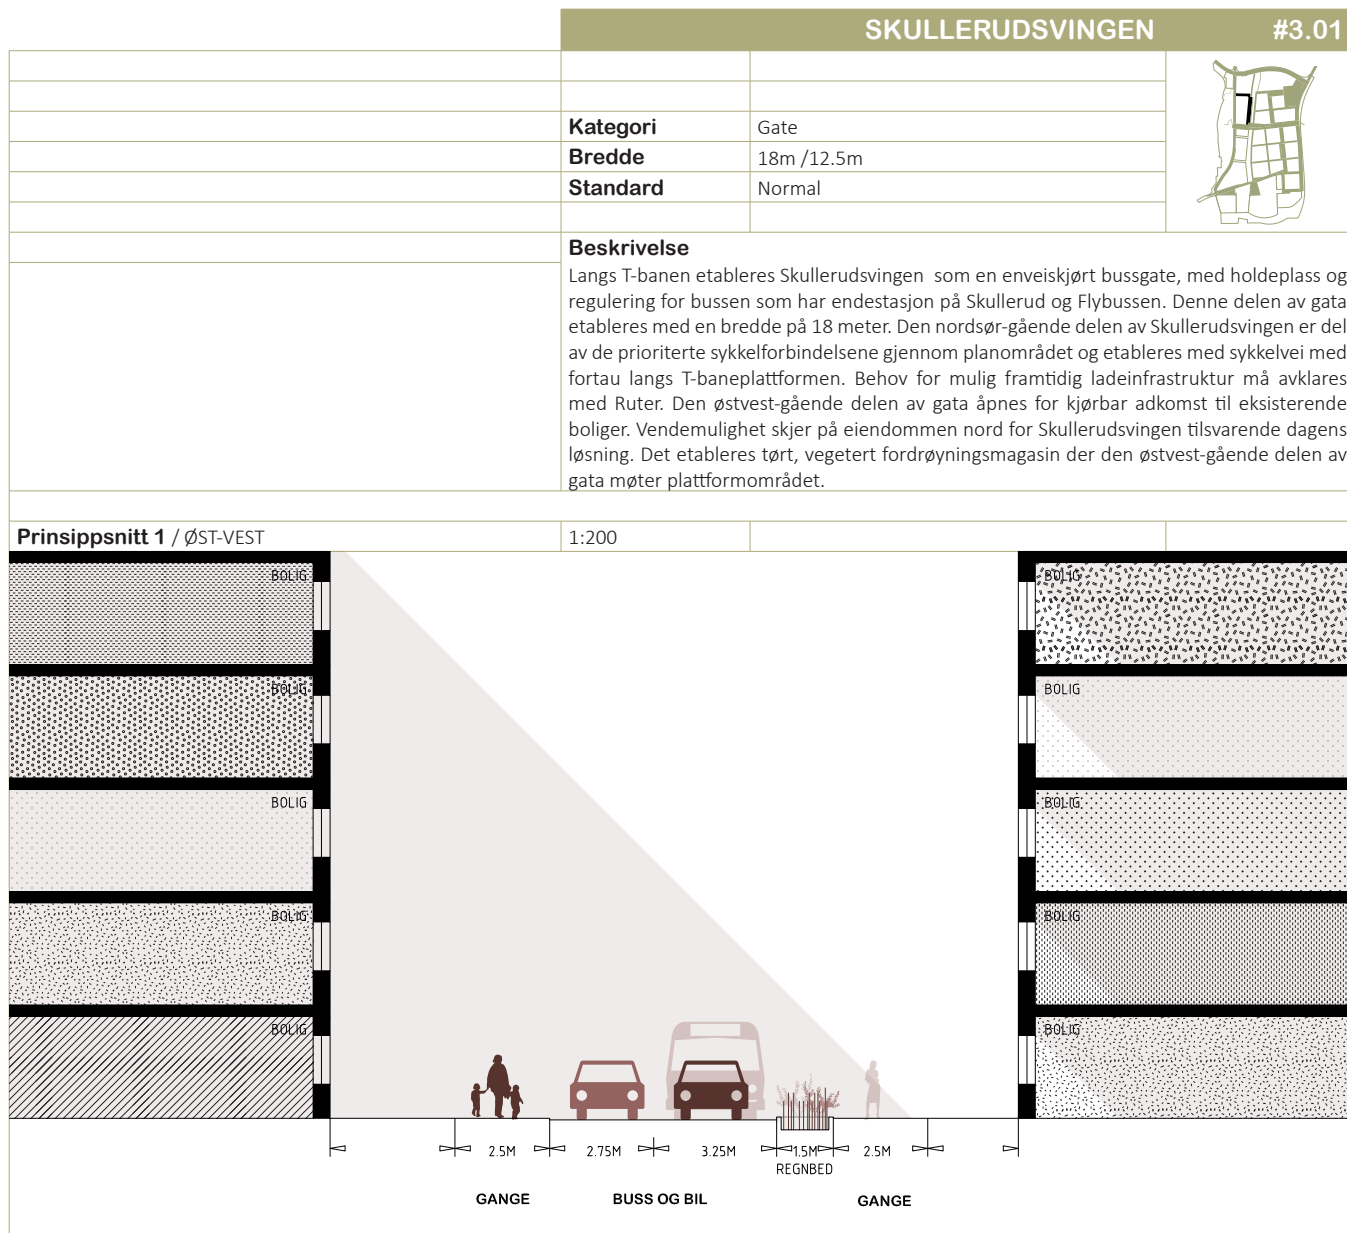 SKULLERUDSVINGEN #3.01
Kategori Gate
Bredde 18m /12.5m
Standard Normal
Beskrivelse
Langs T-banen etableres Skullerudsvingen som en enveiskjørt bussgate, med holdeplass og
regulering for bussen som har endestasjon på Skullerud og Flybussen. Denne delen av gata
etableres med en bredde på 18 meter. Den nordsør-gående delen av Skullerudsvingen er del
av de prioriterte sykkelforbindelsene gjennom planområdet og etableres med sykkelvei med
fortau langs T-baneplattformen. Behov for mulig framtidig ladeinfrastruktur må avklares
med Ruter. Den østvest-gående delen av gata åpnes for kjørbar adkomst til eksisterende
boliger. Vendemulighet skjer på eiendommen nord for Skullerudsvingen tilsvarende dagens
løsning. Det etableres tørt, vegetert fordrøyningsmagasin der den østvest-gående delen av
gata møter plattformområdet.
Prinsippsnitt 1 / ØST-VEST 1:200
BOLIG BOLIG
BOLIG BOLIG
BOLIG BOLIG
BOLIG BOLIG
BOLIG BOLIG
2.5M 2.75M 3.25M 1.5M 2.5M
REGNBED
GANGE BUSS OG BIL GANGE